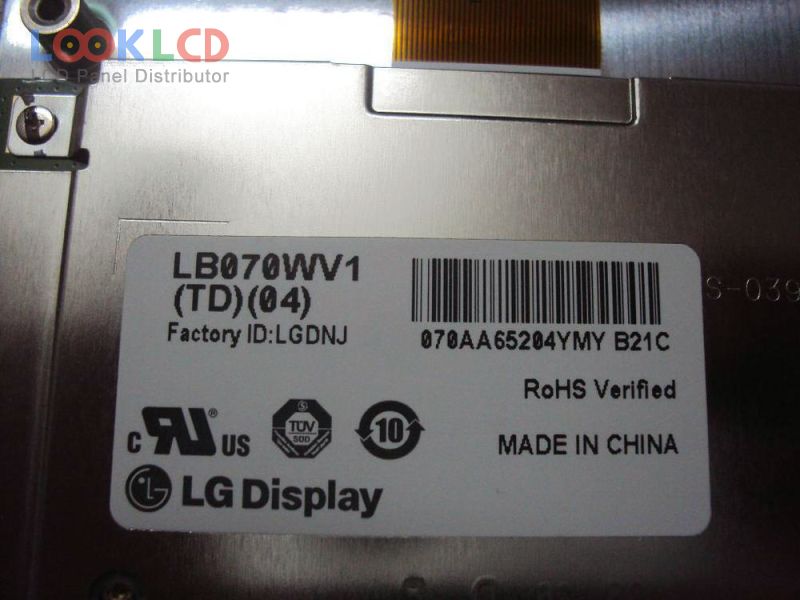 LOOKLCD
LCD Panel Distributor
LB070WV1
(TD)(04)
Factory ID:LGDNJ
070AA65204YMY B21C
RoHS Verified
c RU ® US
TÜV
10
MADE IN CHINA
LG Display
S-039